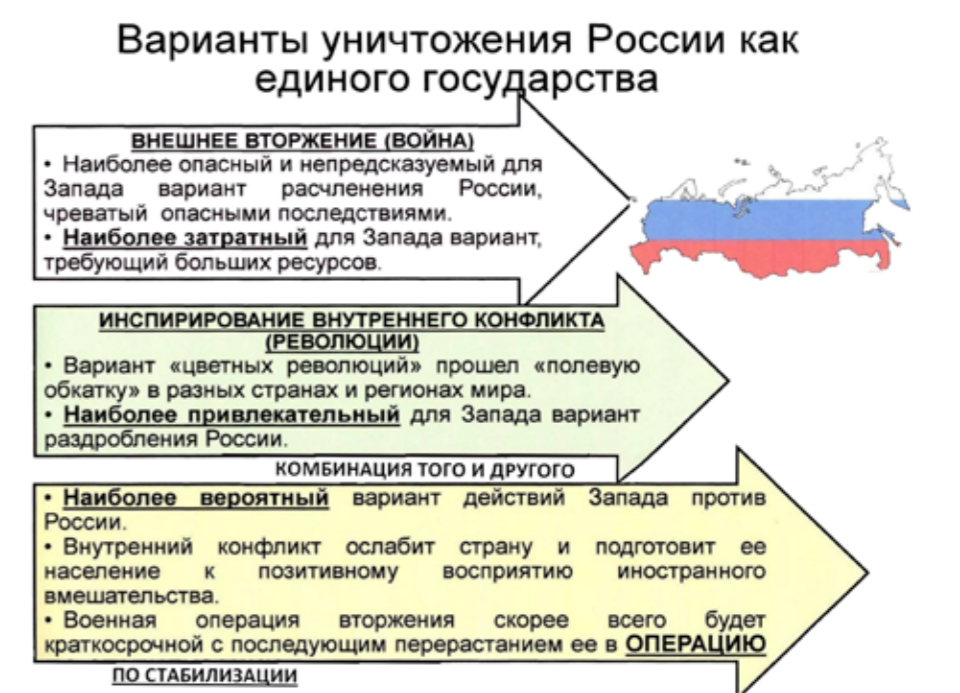 Варианты уничтожения России как
единого государства
ВНЕШНЕЕ ВТОРЖЕНИЕ (ВОЙНА)
• Наиболее опасный и непредсказуемый для
Запада вариант расчленения России,
чреватый опасными последствиями.
• Наиболее затратный для Запада вариант,
требующий больших ресурсов.
ИНСПИРИРОВАНИЕ ВНУТРЕННЕГО КОНФЛИКТА
(РЕВОЛЮЦИИ)
• Вариант «цветных революций» прошел «полевую
обкатку» в разных странах и регионах мира.
• Наиболее привлекательный для Запада вариант
раздробления России.
КОМБИНАЦИЯ ТОГО И ДРУГОГО
• Наиболее вероятный вариант действий Запада против
России.
• Внутренний конфликт ослабит страну и подготовит ее
население к позитивному восприятию иностранного
вмешательства.
• Военная операция вторжения скорее всего будет
краткосрочной с последующим перерастанием ее в ОПЕРАЦИЮ
ПО СТАБИЛИЗАЦИИ